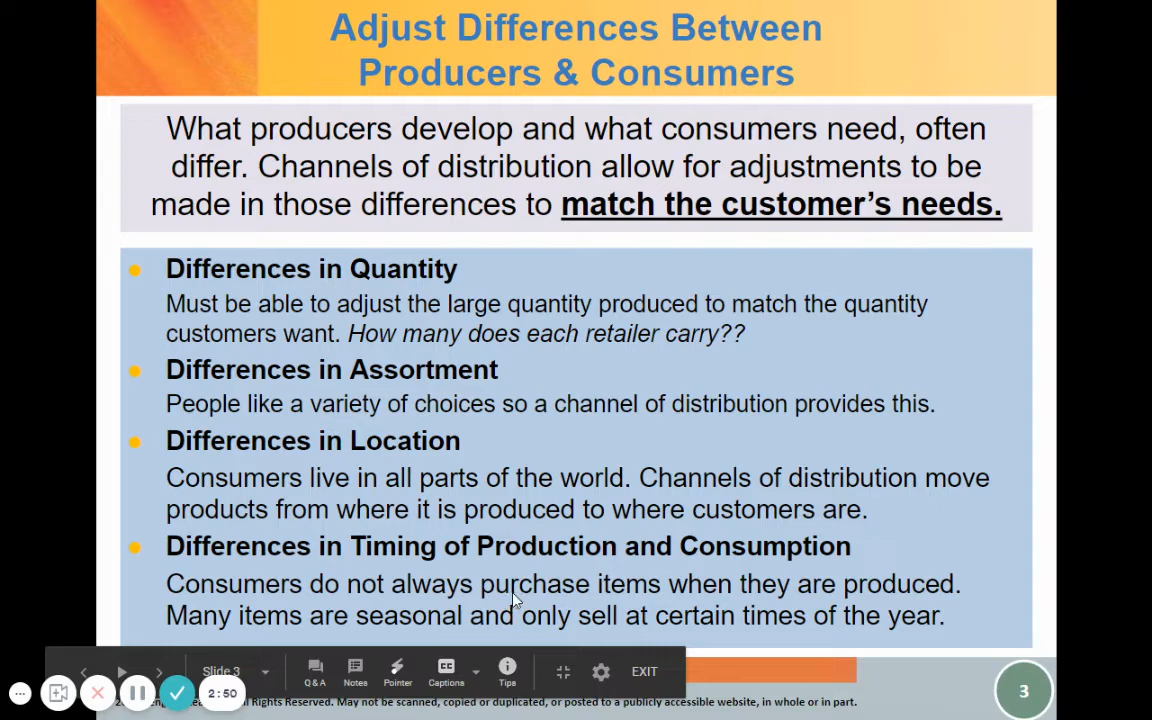 Adjust Differences Between
Producers & Consumers
What producers develop and what consumers need, often
differ. Channels of distribution allow for adjustments to be
made in those differences to match the customer's needs.
Differences in Quantity
Must be able to adjust the large quantity produced to match the quantity
customers want. How many does each retailer carry??
Differences in Assortment
People like a variety of choices so a channel of distribution provides this.
Differences in Location
Consumers live in all parts of the world. Channels of distribution move
products from where it is produced to where customers are.
Differences in Timing of Production and Consumption
Consumers do not always purchase items when they are produced.
Many items are seasonal and only sell at certain times of the year.
Slide 3
Q & A
Notes
Pointer
Captions
Tips
EXIT
2:50
3
Rights Reserved. May not be scanned, copied or duplicated, or posted to a publicly accessible website, in whole or in part.